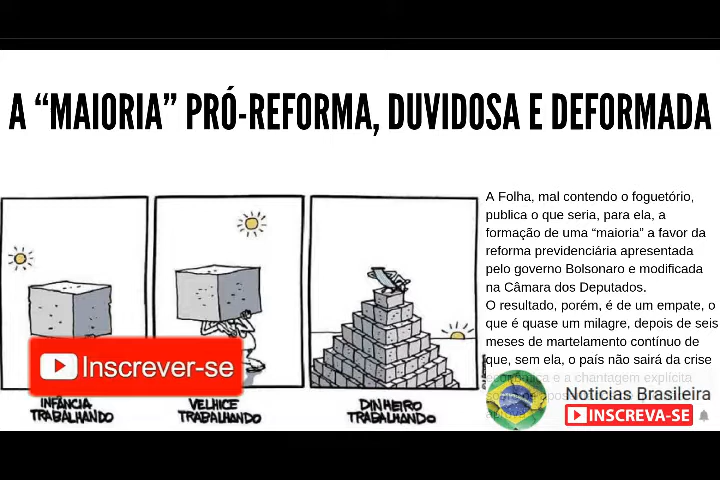 A “MAIORIA” PRÓ-REFORMA, DUVIDOSA E DEFORMADA
A Folha, mal contendo o foguetório,
publica o que seria, para ela, a
formação de uma “maioria” a favor da
reforma previdenciária apresentada
pelo governo Bolsonaro e modificada
na Câmara dos Deputados.
O resultado, porém, é de um empate, o
que é quase um milagre, depois de seis
meses de martelamento contínuo de
que, sem ela, o país não sairá da crise
econômica e a chantagem explícita
Inscrever-se
INFÂNCIA
TRABALHANDO
VELHICE
TRABALHANDO
DINHEIRO
TRABALHANDO
Noticias Brasileira
INSCREVA-SE